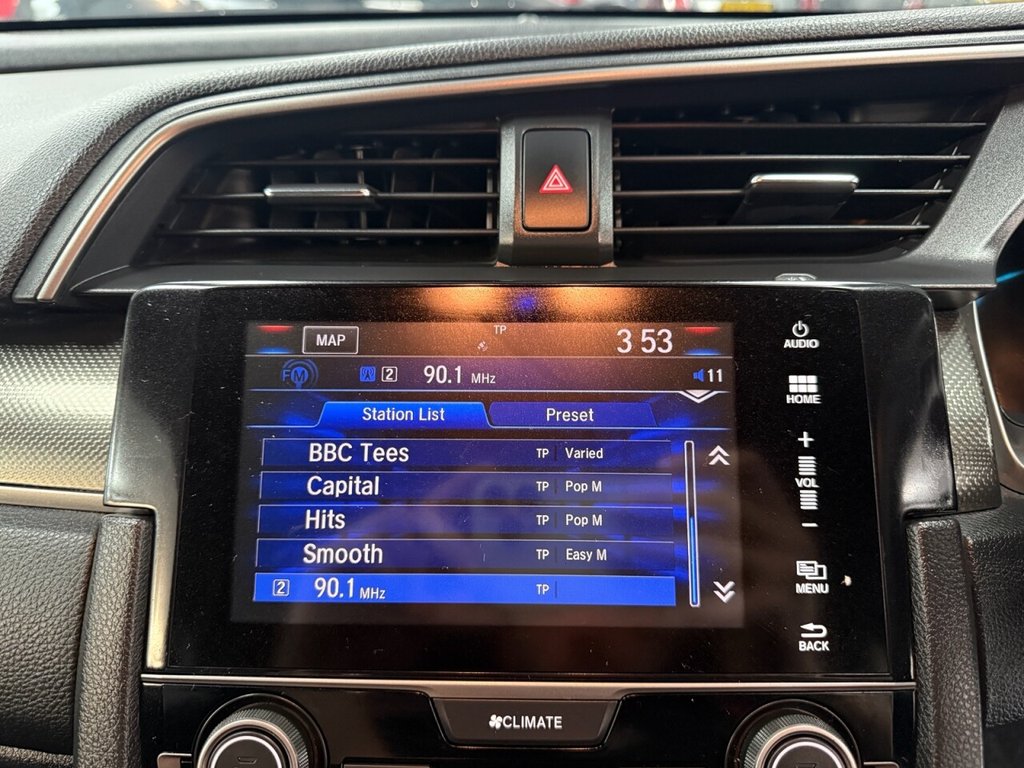 TP
MAP
3 53
FM
2 90.1 MHz
11
Station List
Preset
BBC Tees TP Varied
Capital TP Pop M
Hits TP Pop M
Smooth TP Easy M
2 90.1 MHz TP
AUDIO
HOME
+
VOL
−
MENU
BACK
CLIMATE